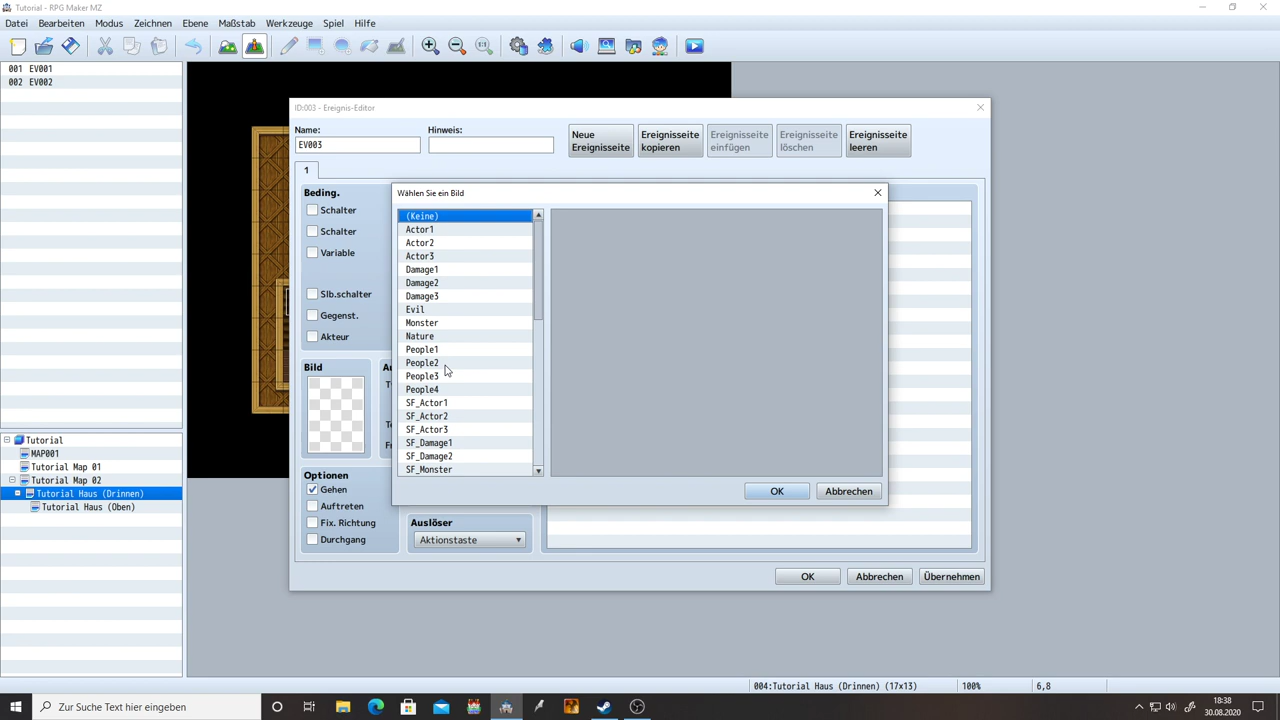 Tutorial - RPG Maker MZ
Datei Bearbeiten Modus Zeichnen Ebene Maßstab Werkzeuge Spiel Hilfe
001 EV001
002 EV002
ID:003 - Ereignis-Editor
Name:
Hinweis:
EV003
Neue Ereignisseite
Ereignisseite kopieren
Ereignisseite einfügen
Ereignisseite löschen
Ereignisseite leeren
1
Beding.
Schalter
Schalter
Variable
Slb.schalter
Gegenst.
Akteur
Bild
Optionen
Gehen
Auftreten
Fix. Richtung
Durchgang
Wählen Sie ein Bild
(Keine)
Actor1
Actor2
Actor3
Damage1
Damage2
Damage3
Evil
Monster
Nature
People1
People2
People3
People4
SF_Actor1
SF_Actor2
SF_Actor3
SF_Damage1
SF_Damage2
SF_Monster
OK
Abbrechen
Auslöser
Aktionstaste
OK
Abbrechen
Übernehmen
Tutorial
MAP001
Tutorial Map 01
Tutorial Map 02
Tutorial Haus (Drinnen)
Tutorial Haus (Oben)
004:Tutorial Haus (Drinnen) (17x13)
100%
6,8
Zur Suche Text hier eingeben
18:38
30.08.2020